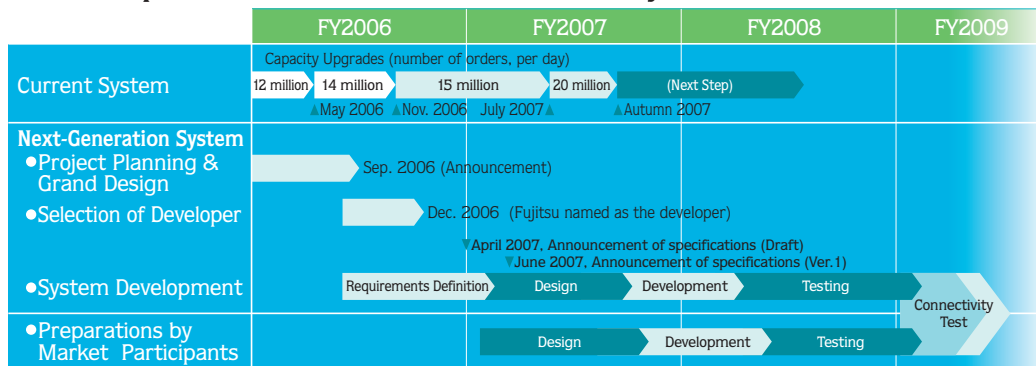 FY2006 FY2007 FY2008 FY2009
Capacity Upgrades (number of orders, per day)
Current System
12 million 14 million 15 million 20 million (Next Step)
▲May 2006 ▲Nov. 2006 July 2007▲ ▲Autumn 2007
Next-Generation System
●Project Planning &
Grand Design
Sep. 2006 (Announcement)
●Selection of Developer
Dec. 2006 (Fujitsu named as the developer)
▼April 2007, Announcement of specifications (Draft)
▼June 2007, Announcement of specifications (Ver.1)
●System Development
Requirements Definition Design Development Testing
Connectivity
Test
●Preparations by
Market Participants
Design Development Testing